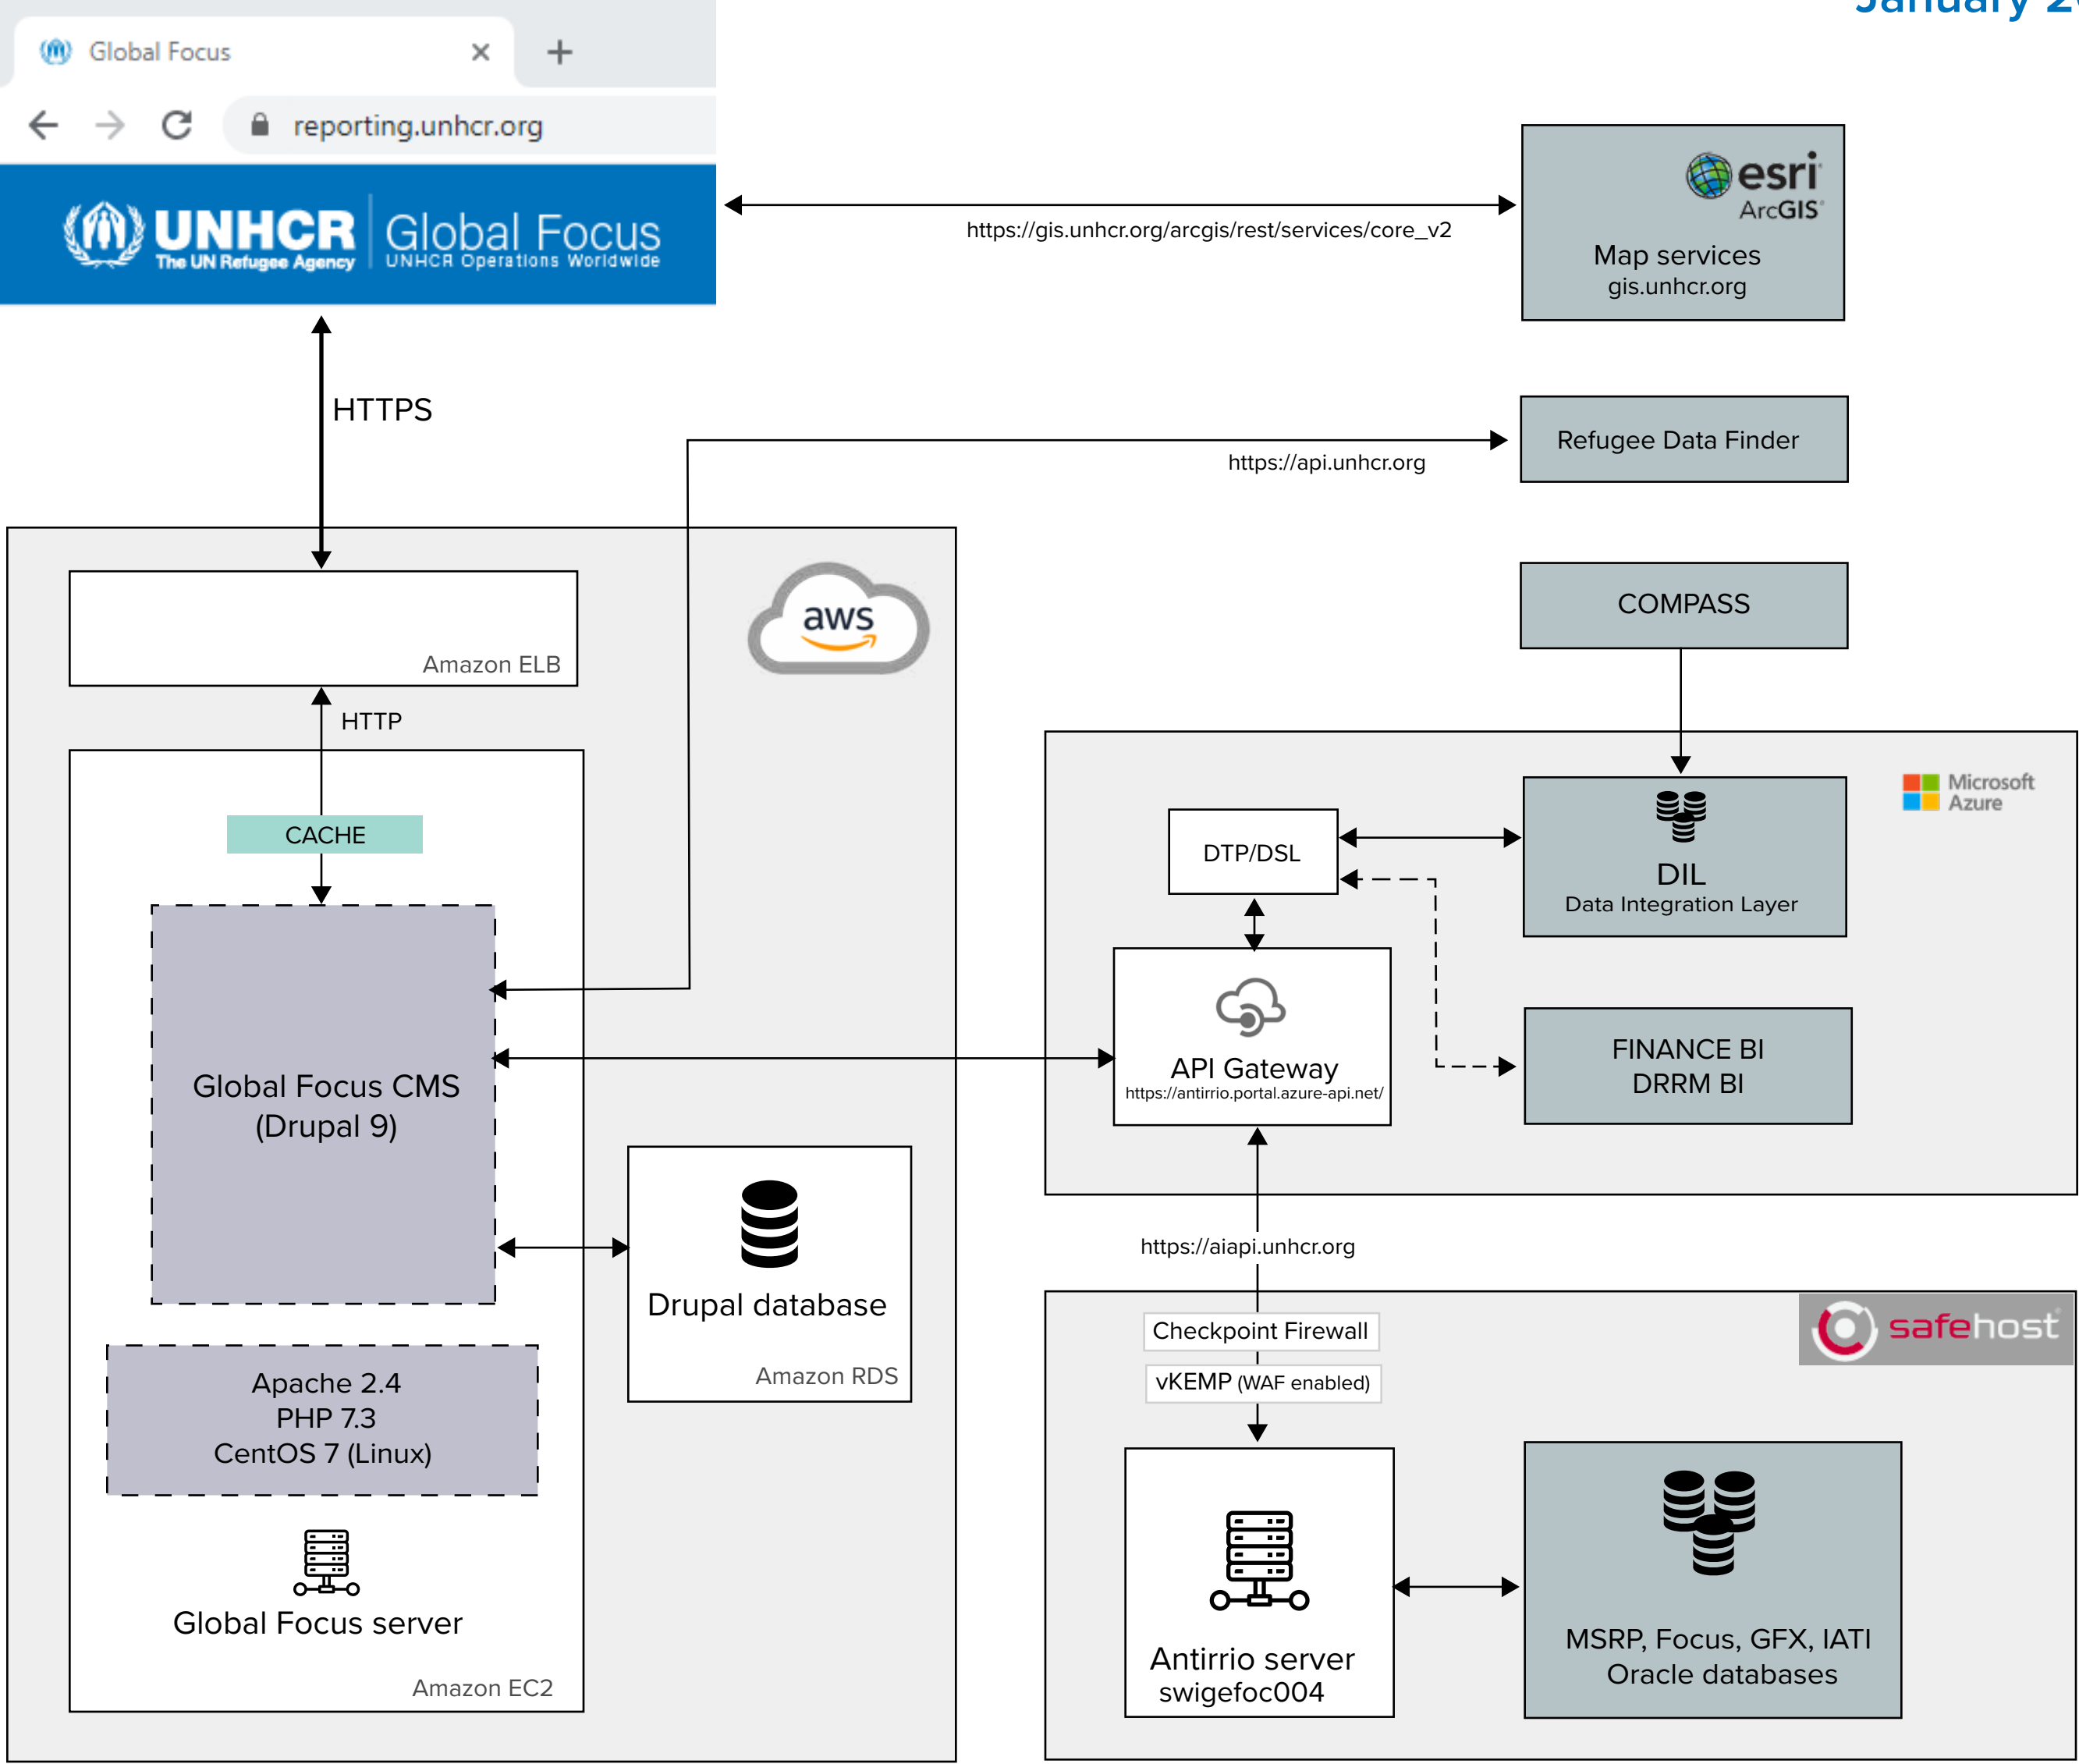 January 2
Global Focus
reporting.unhcr.org
UNHCR
The UN Refugee Agency
Global Focus
UNHCR Operations Worldwide
https://gis.unhcr.org/arcgis/rest/services/core_v2
esri
ArcGIS
Map services
gis.unhcr.org
HTTPS
https://api.unhcr.org
Refugee Data Finder
aws
Amazon ELB
HTTP
CACHE
Global Focus CMS
(Drupal 9)
Apache 2.4
PHP 7.3
CentOS 7 (Linux)
Global Focus server
Amazon EC2
Drupal database
Amazon RDS
COMPASS
Microsoft
Azure
DTP/DSL
DIL
Data Integration Layer
API Gateway
https://antirrio.portal.azure-api.net/
FINANCE BI
DRRM BI
https://aiapi.unhcr.org
safehost
Checkpoint Firewall
vKEMP (WAF enabled)
Antirrio server
swigefoc004
MSRP, Focus, GFX, IATI
Oracle databases